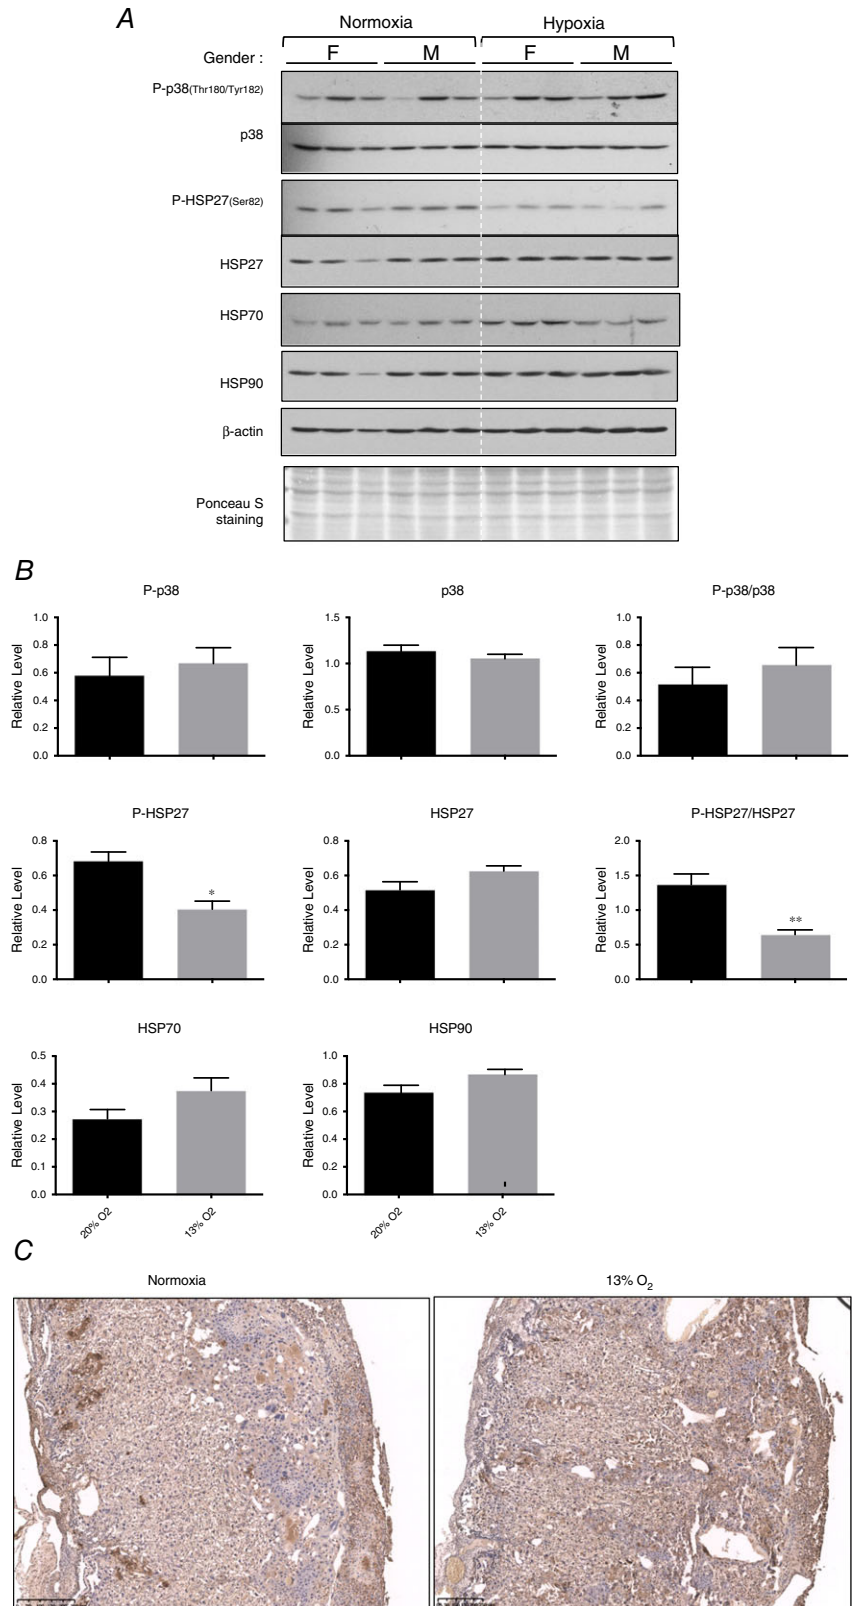 A
Normoxia Hypoxia
Gender : F M F M
P-p38(Thr180/Tyr182)
p38
P-HSP27(Ser82)
HSP27
HSP70
HSP90
β-actin
Ponceau S
staining
B
P-p38 p38 P-p38/p38
Relative Level
1.0
0.8
0.6
0.4
0.2
0.0
Relative Level
1.5
1.0
0.5
0.0
Relative Level
1.0
0.8
0.6
0.4
0.2
0.0
P-HSP27 HSP27 P-HSP27/HSP27
Relative Level
0.8
0.6
0.4
0.2
0.0
*
Relative Level
0.8
0.6
0.4
0.2
0.0
Relative Level
2.0
1.5
1.0
0.5
0.0
**
HSP70 HSP90
Relative Level
0.5
0.4
0.3
0.2
0.1
0.0
20% O2 13% O2
Relative Level
1.0
0.8
0.6
0.4
0.2
0.0
20% O2 13% O2
C
Normoxia 13% O2